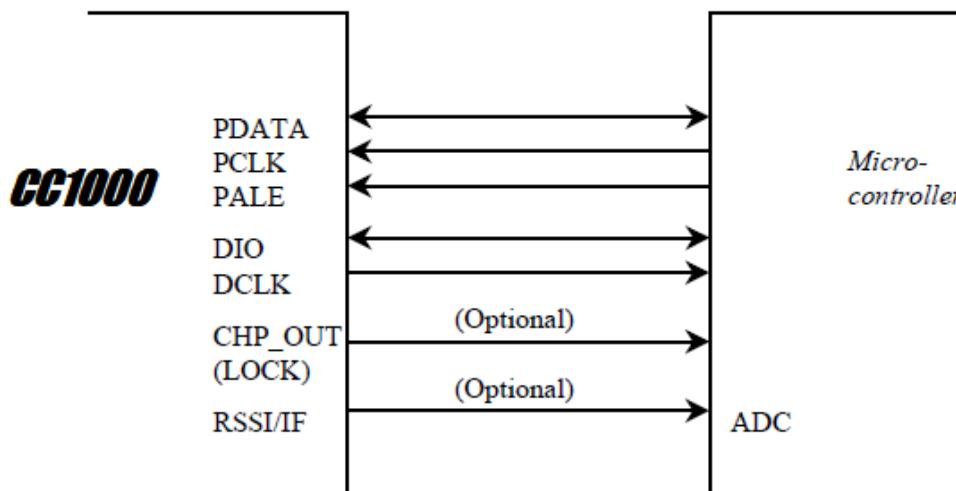 PDATA
PCLK
PALE
CC1000
Micro-
controller
DIO
DCLK
CHP_OUT
(LOCK)
(Optional)
(Optional)
RSSI/IF
ADC